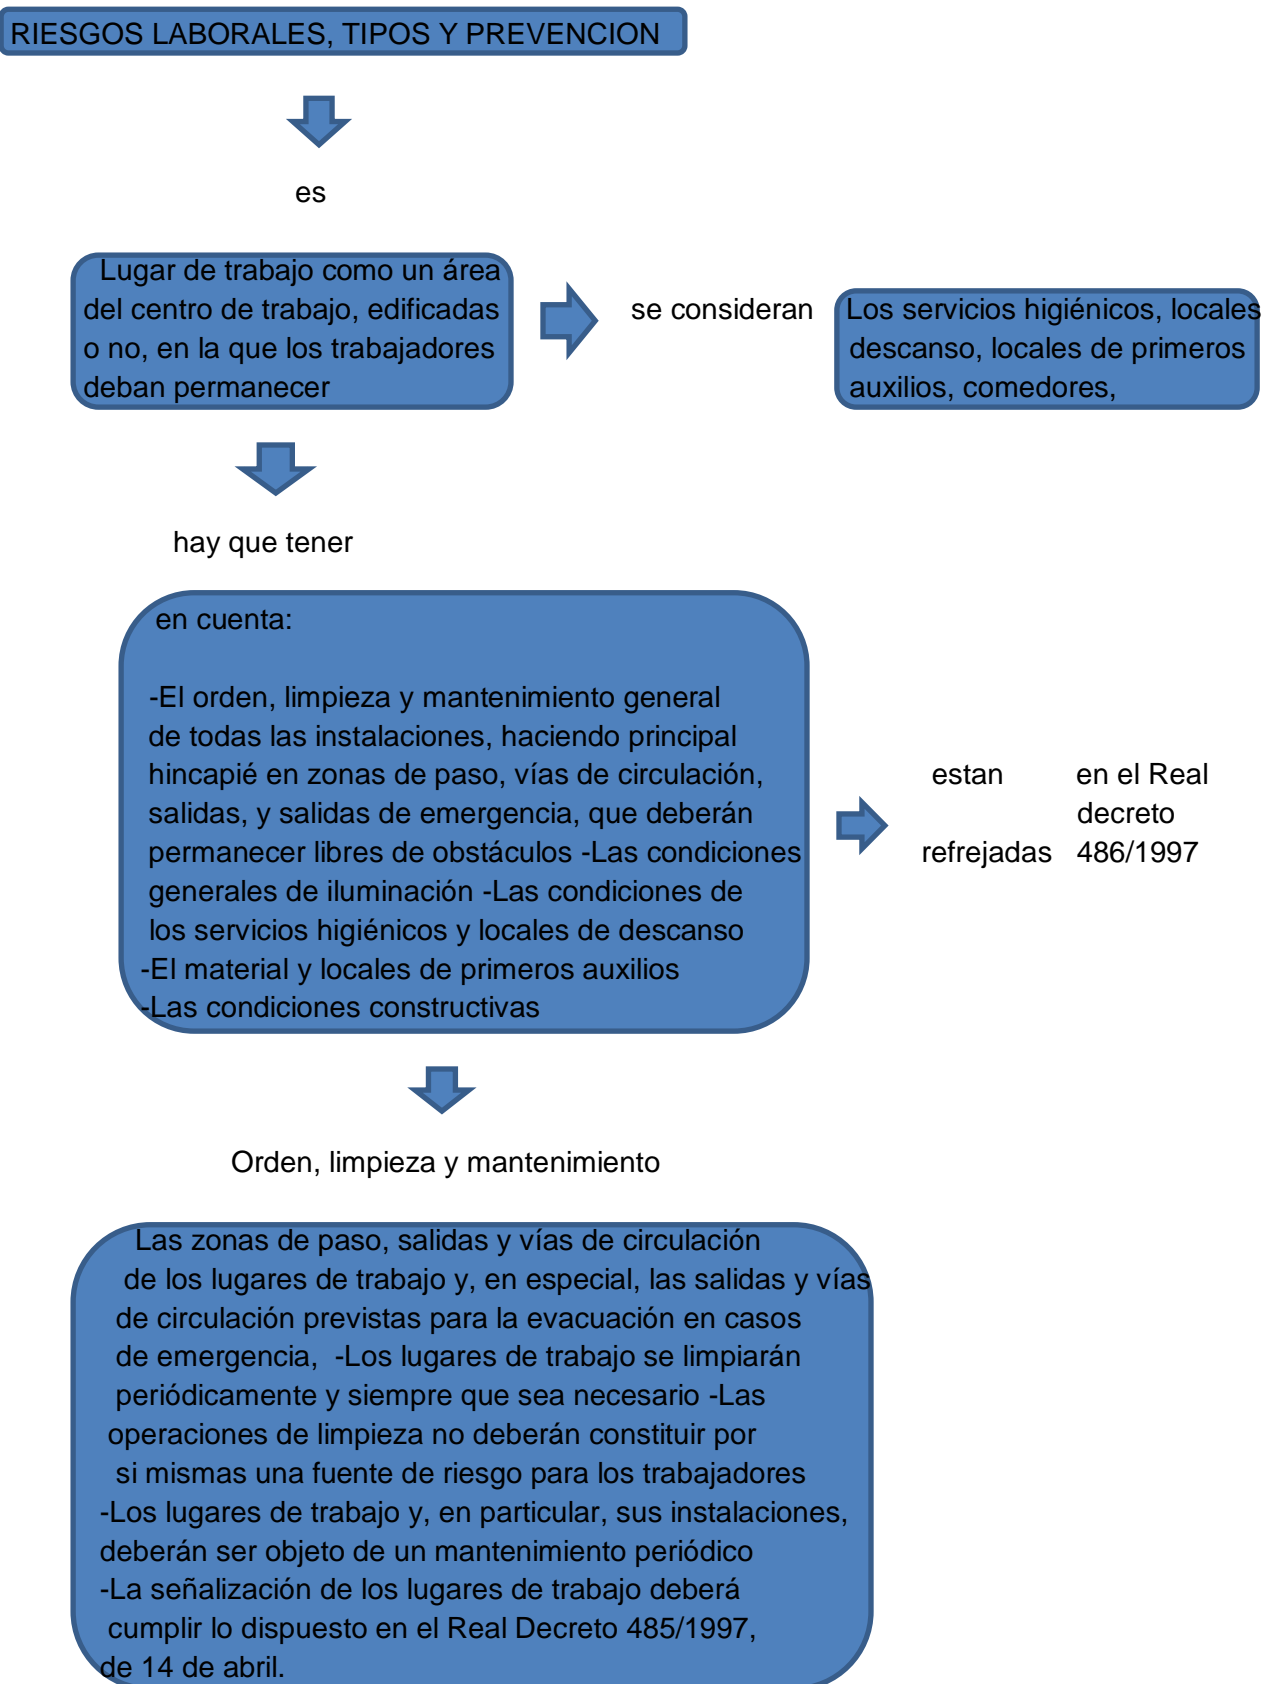 RIESGOS LABORALES, TIPOS Y PREVENCION
es
Lugar de trabajo como un área
del centro de trabajo, edificadas
o no, en la que los trabajadores
deban permanecer
se consideran
Los servicios higiénicos, locales
descanso, locales de primeros
auxilios, comedores,
hay que tener
en cuenta:
-El orden, limpieza y mantenimiento general
de todas las instalaciones, haciendo principal
hincapié en zonas de paso, vías de circulación,
salidas, y salidas de emergencia, que deberán
permanecer libres de obstáculos -Las condiciones
generales de iluminación -Las condiciones de
los servicios higiénicos y locales de descanso
-El material y locales de primeros auxilios
-Las condiciones constructivas
estan
refrejadas
en el Real
decreto
486/1997
Orden, limpieza y mantenimiento
Las zonas de paso, salidas y vías de circulación
de los lugares de trabajo y, en especial, las salidas y vías
de circulación previstas para la evacuación en casos
de emergencia, -Los lugares de trabajo se limpiarán
periódicamente y siempre que sea necesario -Las
operaciones de limpieza no deberán constituir por
si mismas una fuente de riesgo para los trabajadores
-Los lugares de trabajo y, en particular, sus instalaciones,
deberán ser objeto de un mantenimiento periódico
-La señalización de los lugares de trabajo deberá
cumplir lo dispuesto en el Real Decreto 485/1997,
de 14 de abril.